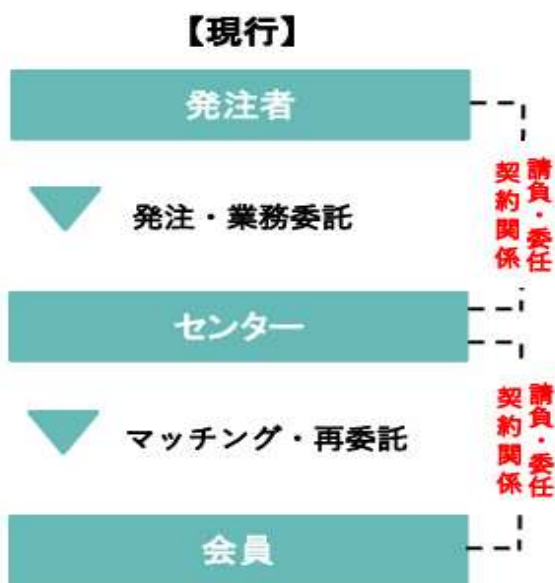 【現行】
発注者
発注・業務委託
請負・委任
契約関係
センター
マッチング・再委託
請負・委任
契約関係
会員